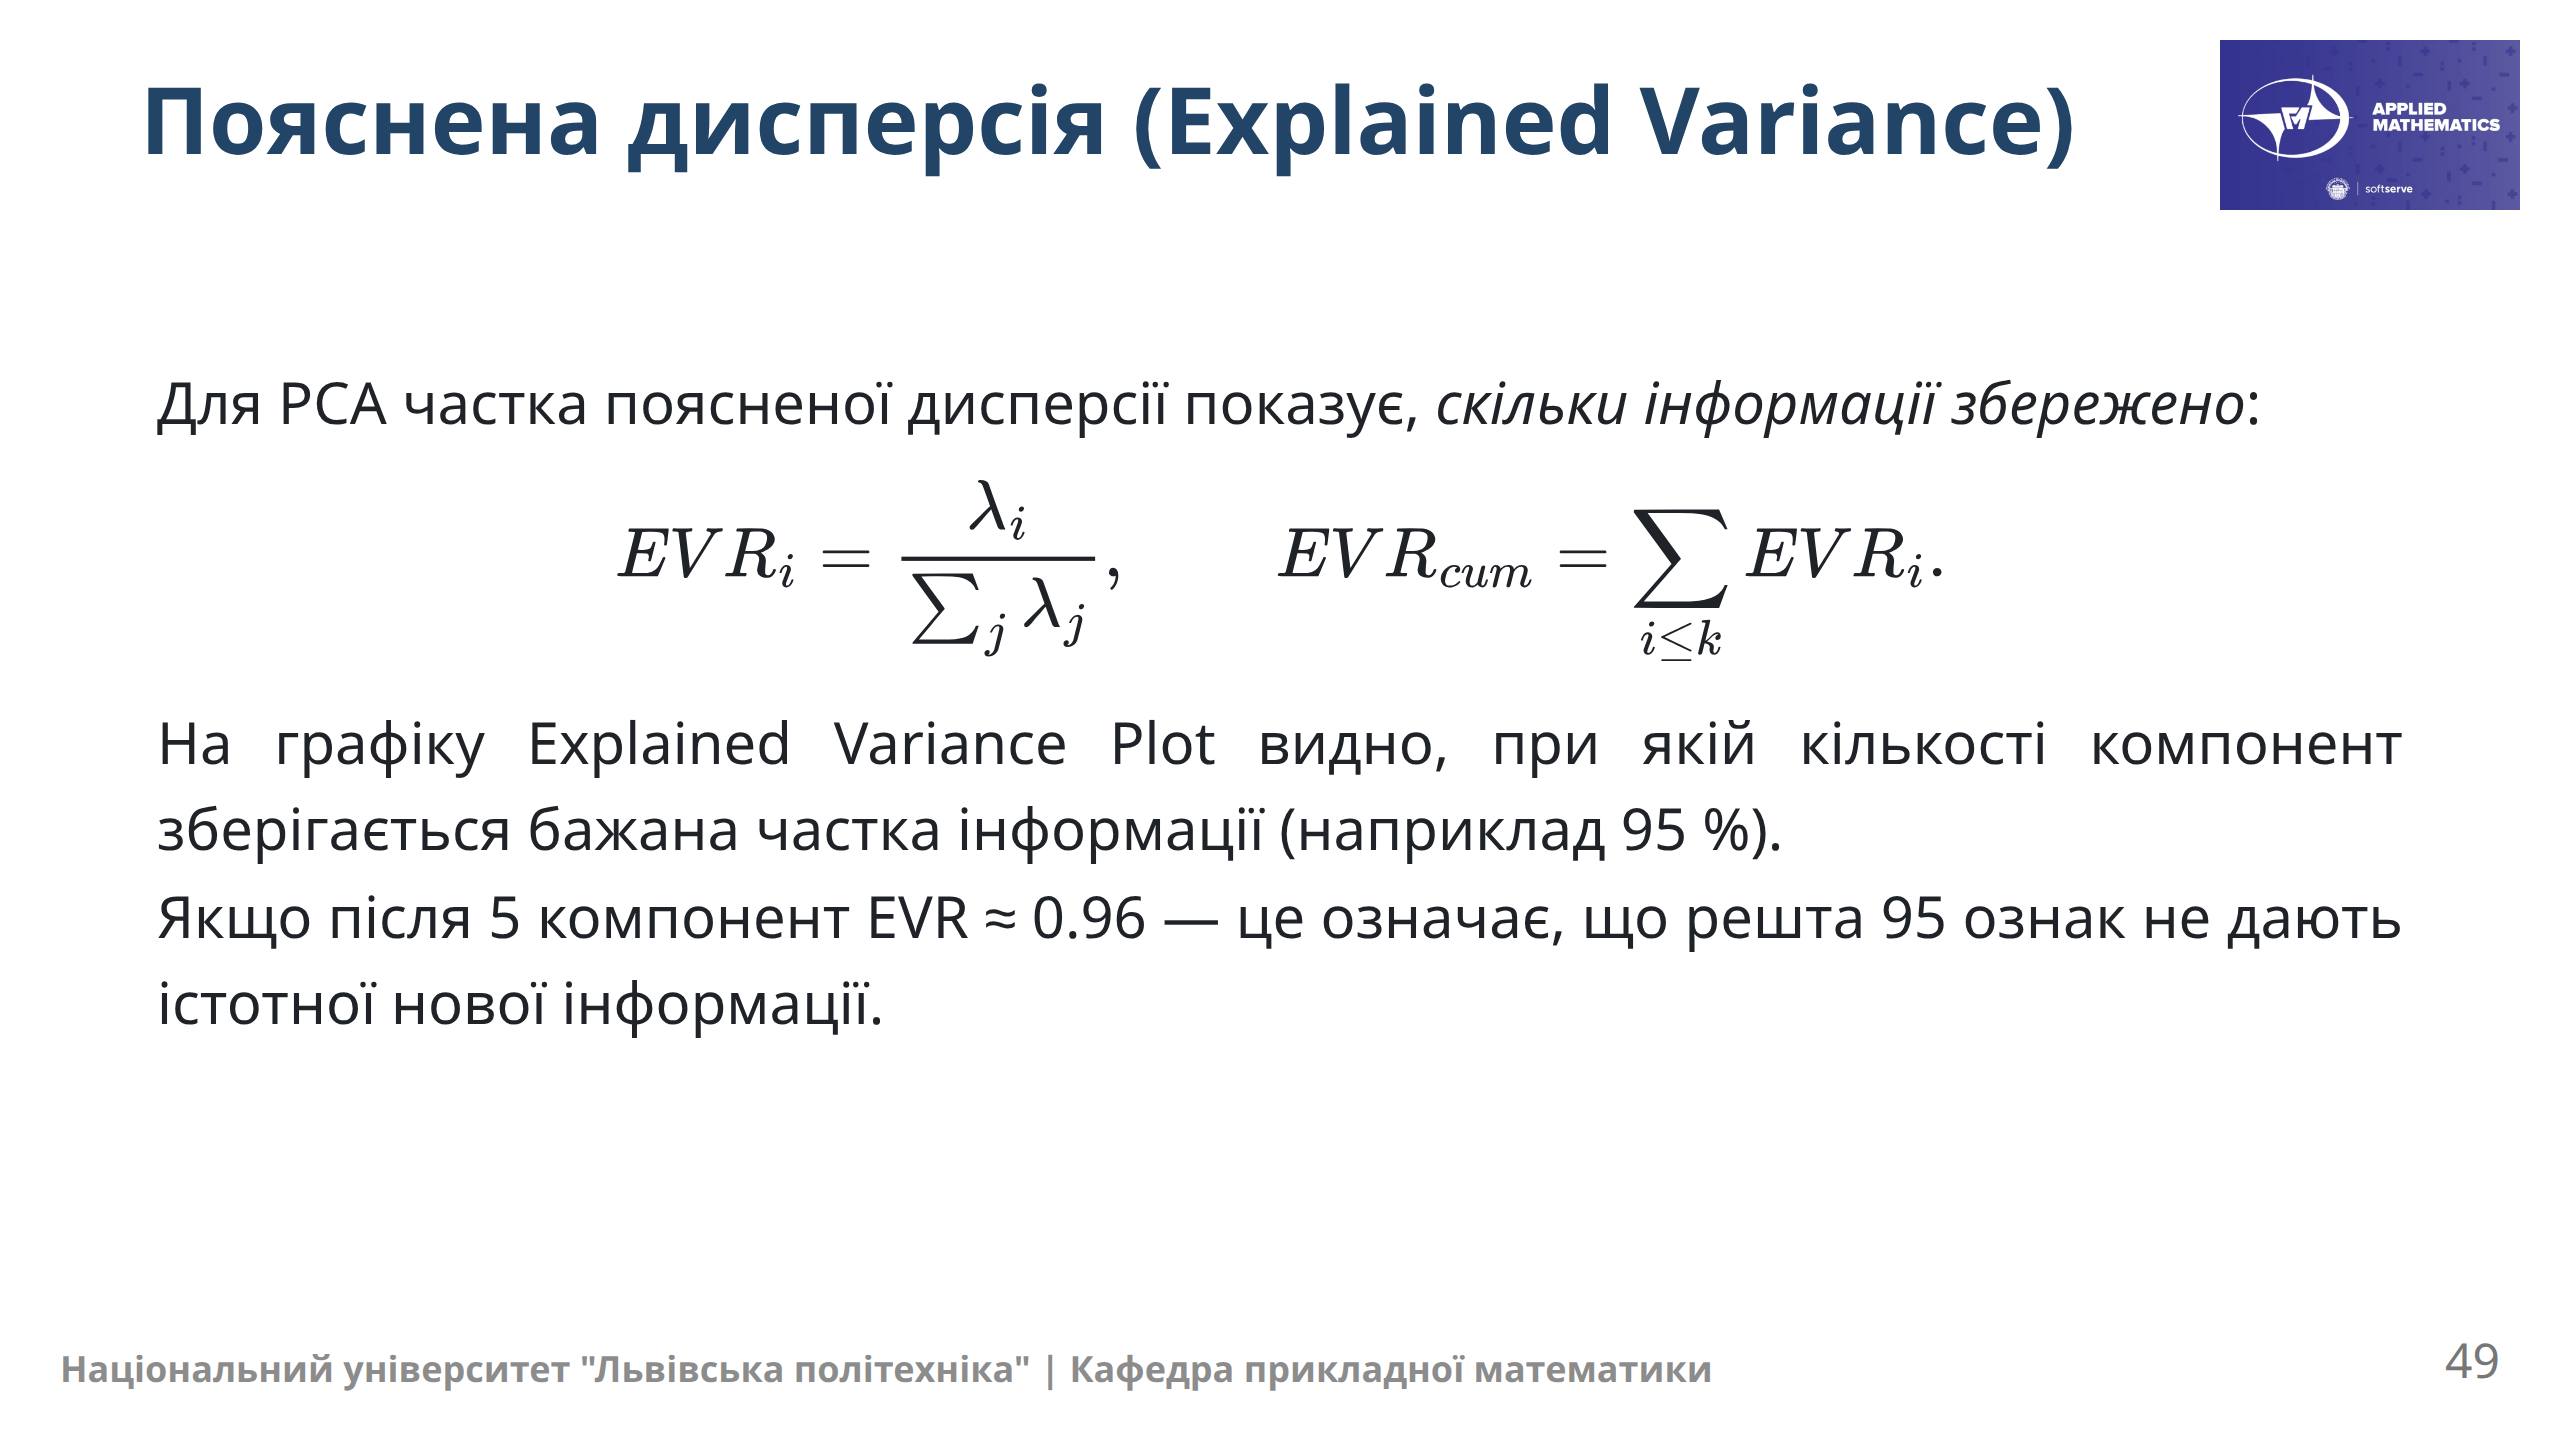 Пояснена дисперсія (Explained Variance)
APPLIED
MATHEMATICS
softserve
Для PCA частка поясненої дисперсії показує, скільки інформації збережено:
EVR_i = λ_i / ∑_j λ_j , EVR_cum = ∑_{i≤k} EVR_i.
На графіку Explained Variance Plot видно, при якій кількості компонент
зберігається бажана частка інформації (наприклад 95 %).
Якщо після 5 компонент EVR ≈ 0.96 — це означає, що решта 95 ознак не дають
істотної нової інформації.
Національний університет "Львівська політехніка" | Кафедра прикладної математики
49